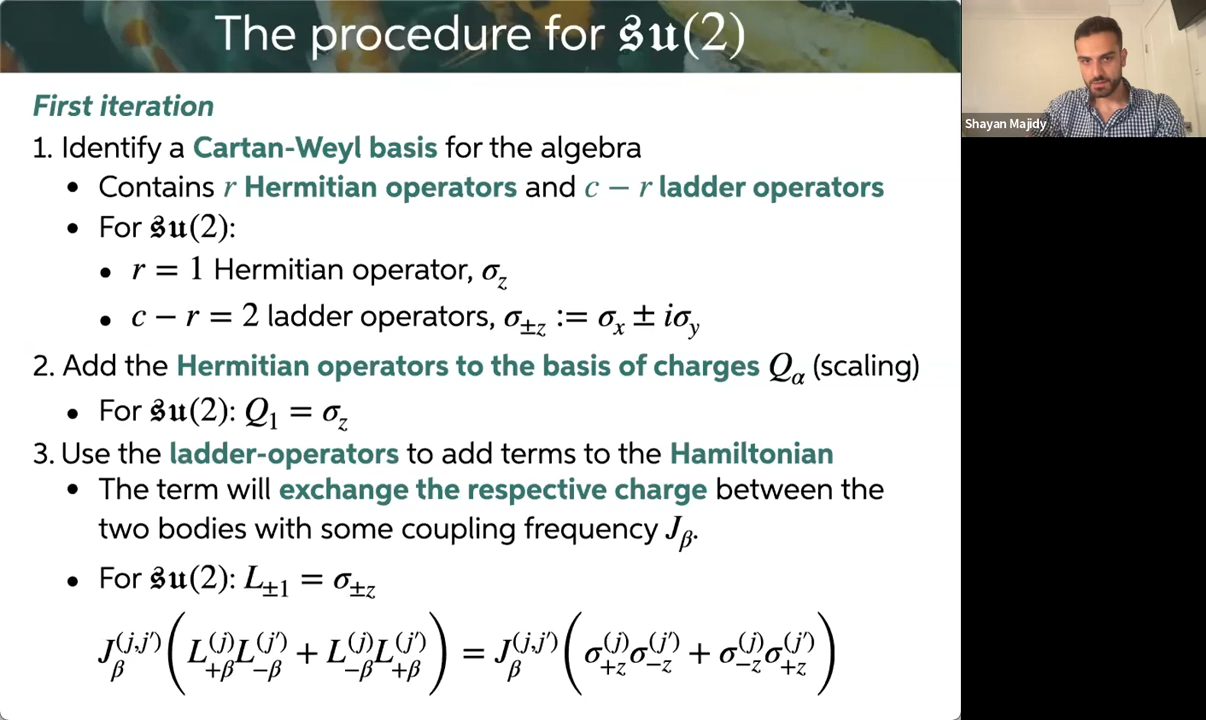 The procedure for 𝔰𝔲(2)
First iteration
1. Identify a Cartan-Weyl basis for the algebra
• Contains r Hermitian operators and c − r ladder operators
• For 𝔰𝔲(2):
• r = 1 Hermitian operator, σ_z
• c − r = 2 ladder operators, σ_{±z} := σ_x ± iσ_y
2. Add the Hermitian operators to the basis of charges Q_α (scaling)
• For 𝔰𝔲(2): Q_1 = σ_z
3. Use the ladder-operators to add terms to the Hamiltonian
• The term will exchange the respective charge between the
two bodies with some coupling frequency J_β.
• For 𝔰𝔲(2): L_{±1} = σ_{±z}
J_β^{(j,j′)} ( L_{+β}^{(j)} L_{−β}^{(j′)} + L_{−β}^{(j)} L_{+β}^{(j′)} ) = J_β^{(j,j′)} ( σ_{+z}^{(j)} σ_{−z}^{(j′)} + σ_{−z}^{(j)} σ_{+z}^{(j′)} )
Shayan Majidy